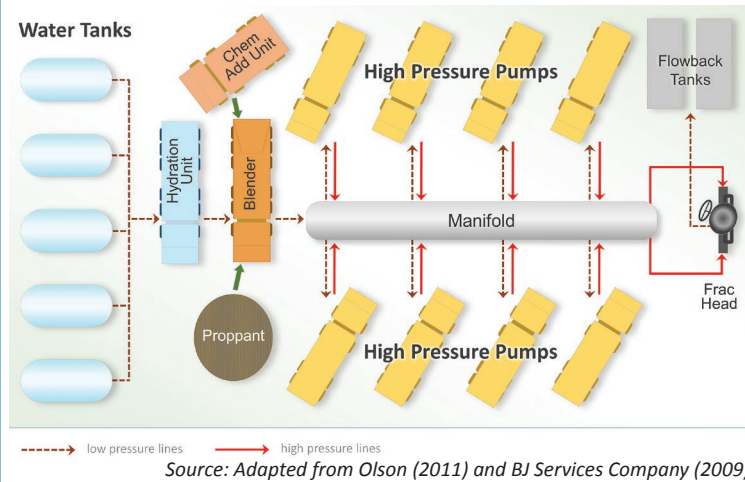 Water Tanks
Chem
Add Unit
High Pressure Pumps
Flowback
Tanks
Hydration
Unit
Blender
Manifold
Frac
Head
Proppant
High Pressure Pumps
low pressure lines
high pressure lines
Source: Adapted from Olson (2011) and BJ Services Company (2009)